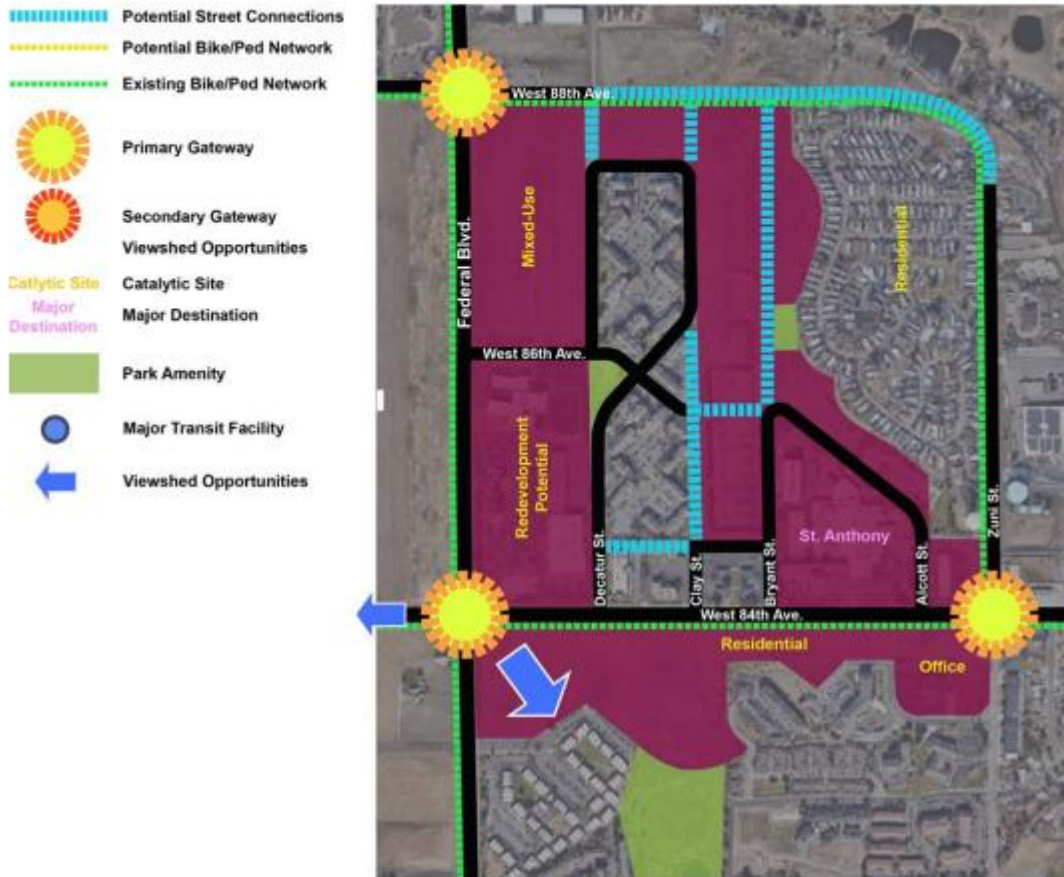 Potential Street Connections
Potential Bike/Ped Network
Existing Bike/Ped Network
Primary Gateway
Secondary Gateway
Viewshed Opportunities
Catlytic Site
Catalytic Site
Major
Destination
Major Destination
Park Amenity
Major Transit Facility
Viewshed Opportunities
West 88th Ave.
Federal Blvd.
Mixed-Use
Residential
West 86th Ave.
Redevelopment
Potential
Decatur St.
Clay St.
Bryant St.
St. Anthony
Alcott St.
Zuni St.
West 84th Ave.
Residential
Office